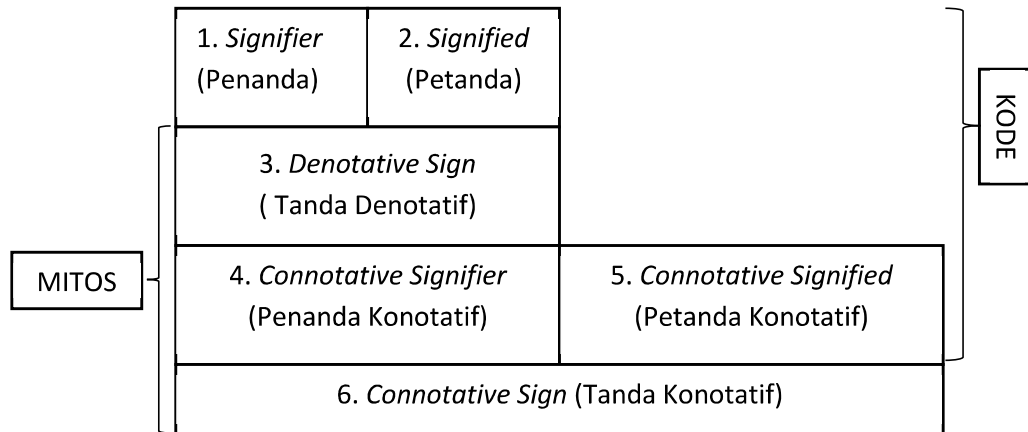 1. Signifier
(Penanda)
2. Signified
(Petanda)
KODE
3. Denotative Sign
( Tanda Denotatif)
MITOS
4. Connotative Signifier
(Penanda Konotatif)
5. Connotative Signified
(Petanda Konotatif)
6. Connotative Sign (Tanda Konotatif)